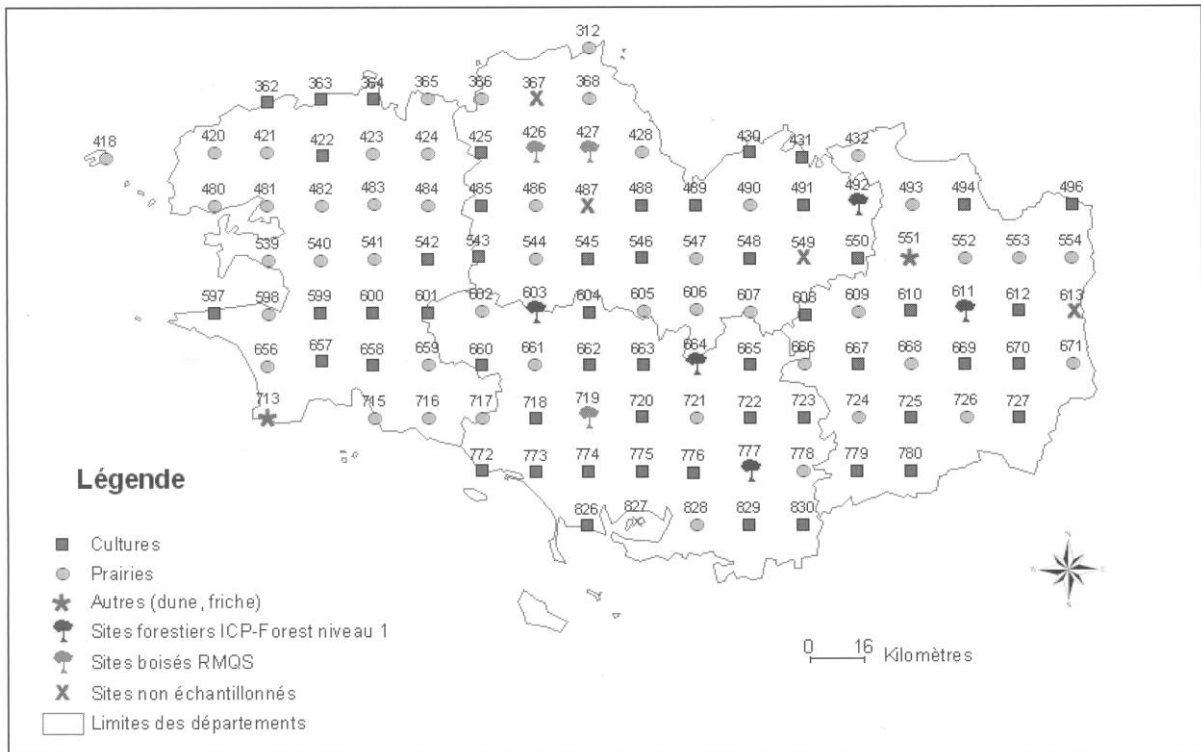 312
362 363 364 365 366 367 368
418 420 421 422 423 424 425 426 427 428 430 431 432
480 481 482 483 484 485 486 487 488 489 490 491 492 493 494 496
539 540 541 542 543 544 545 546 547 548 549 550 551 552 553 554
597 598 599 600 601 602 603 604 605 606 607 608 609 610 611 612 613
656 657 658 659 660 661 662 663 664 665 666 667 668 669 670 671
713 715 716 717 718 719 720 721 722 723 724 725 726 727
772 773 774 775 776 777 778 779 780
826 827 828 829 830
Légende
Cultures
Prairies
Autres (dune, friche)
Sites forestiers ICP-Forest niveau 1
Sites boisés RMQS
Sites non échantillonnés
Limites des départements
N
W E
S
0 16 Kilomètres